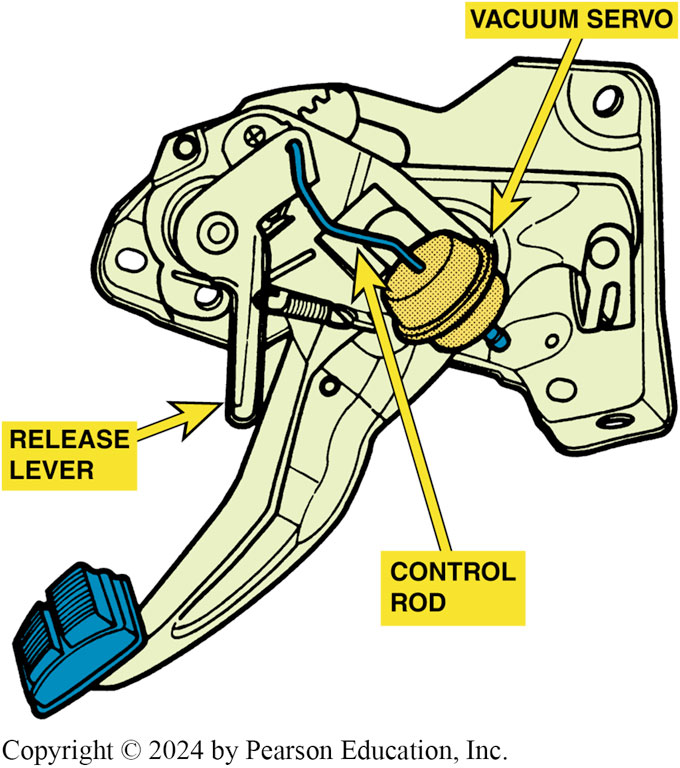 VACUUM SERVO
RELEASE
LEVER
CONTROL
ROD
Copyright © 2024 by Pearson Education, Inc.